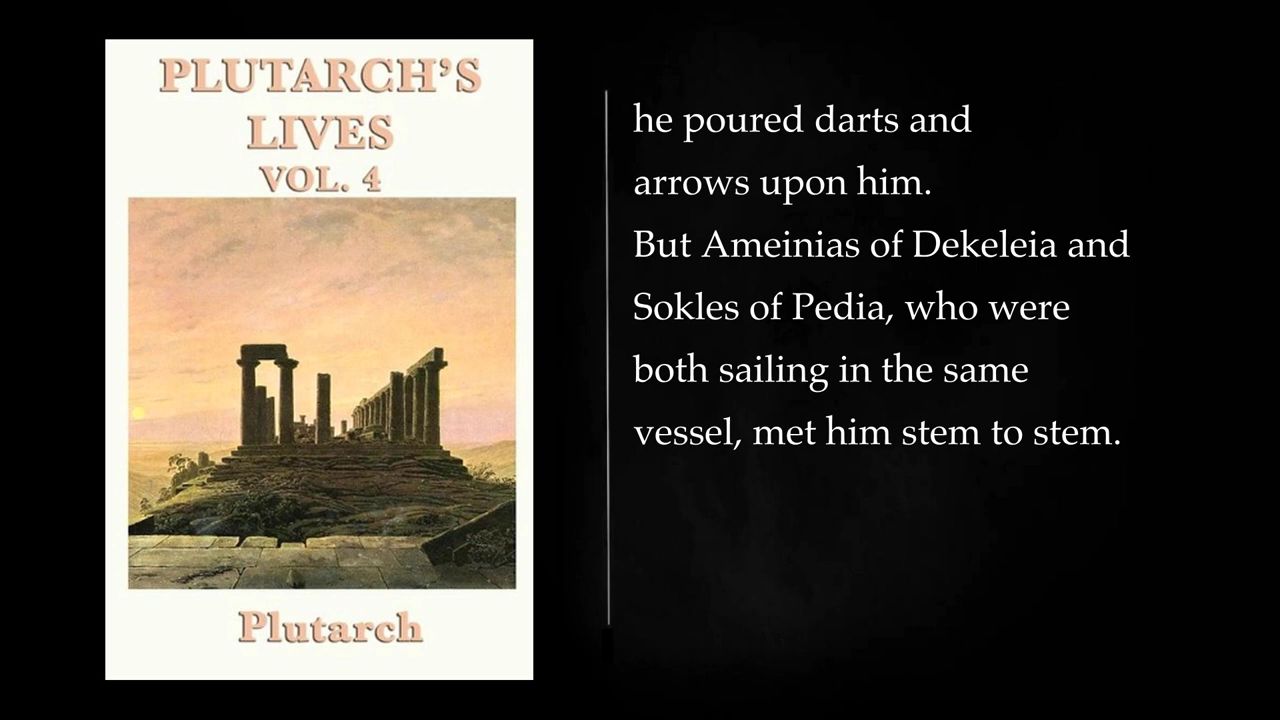 PLUTARCH'S
LIVES
VOL. 4
Plutarch
he poured darts and
arrows upon him.
But Ameinias of Dekeleia and
Sokles of Pedia, who were
both sailing in the same
vessel, met him stem to stem.